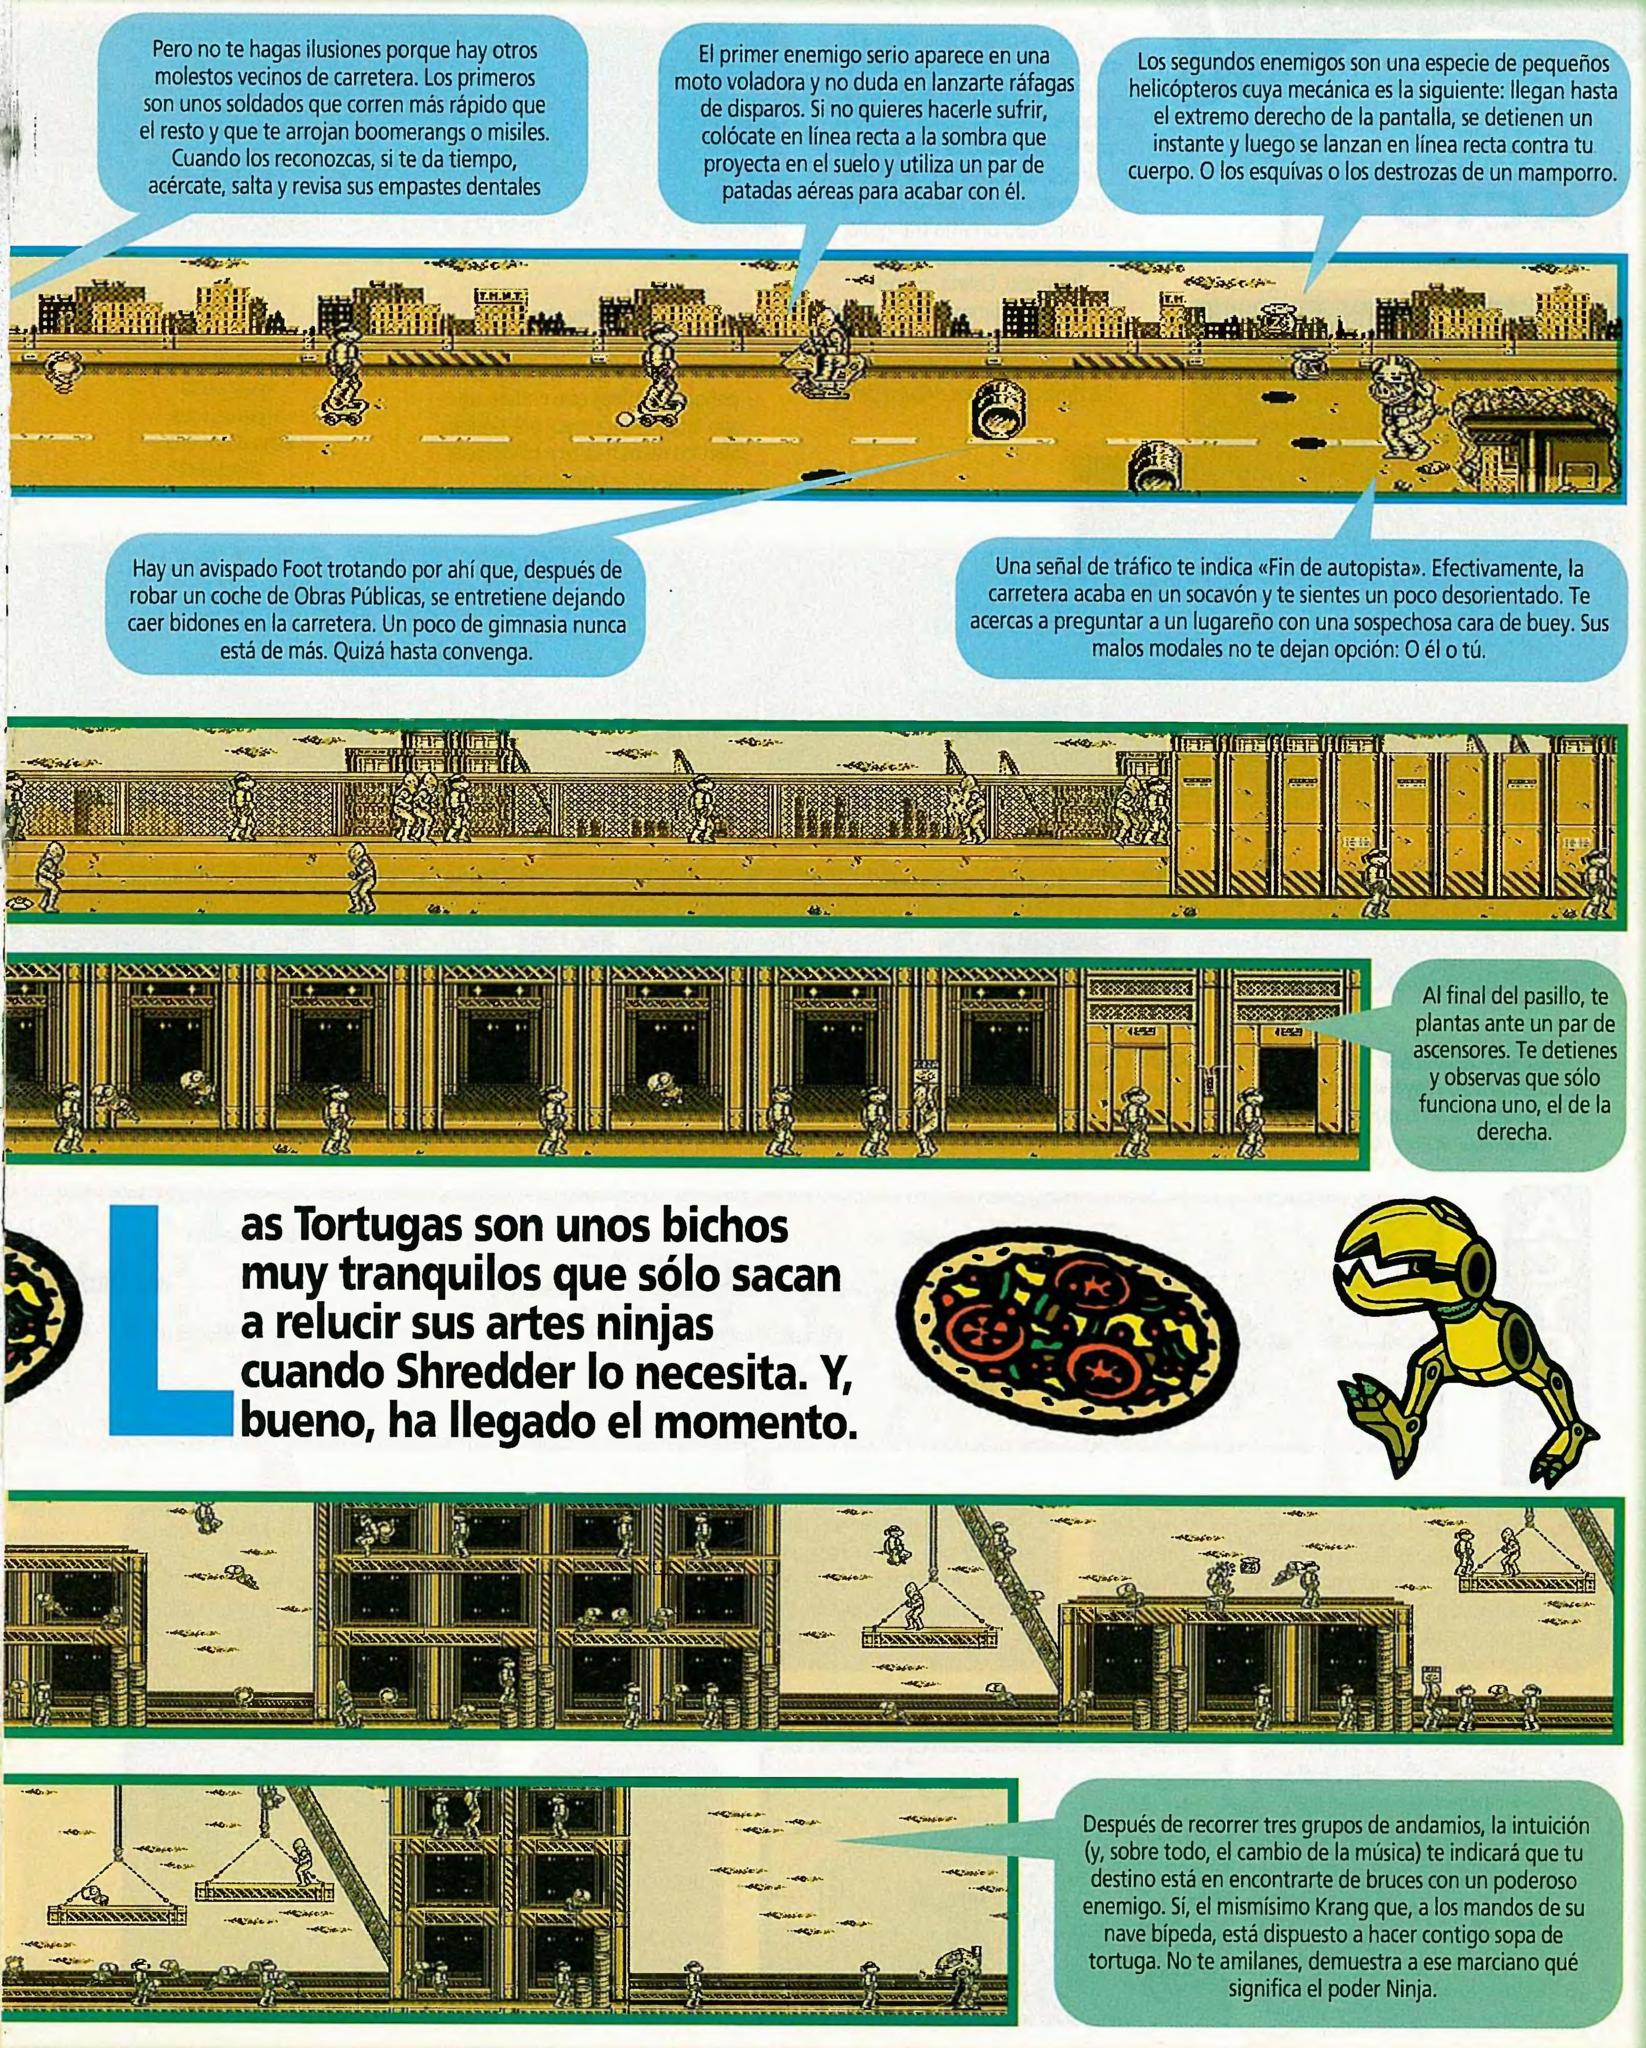 Pero no te hagas ilusiones porque hay otros
molestos vecinos de carretera. Los primeros
son unos soldados que corren más rápido que
el resto y que te arrojan boomerangs o misiles.
Cuando los reconozcas, si te da tiempo,
acércate, salta y revisa sus empastes dentales
El primer enemigo serio aparece en una
moto voladora y no duda en lanzarte ráfagas
de disparos. Si no quieres hacerle sufrir,
colócate en línea recta a la sombra que
proyecta en el suelo y utiliza un par de
patadas aéreas para acabar con él.
Los segundos enemigos son una especie de pequeños
helicópteros cuya mecánica es la siguiente: llegan hasta
el extremo derecho de la pantalla, se detienen un
instante y luego se lanzan en línea recta contra tu
cuerpo. O los esquívas o los destrozas de un mamporro.
T.M.N.T.
T.M.
Hay un avispado Foot trotando por ahí que, después de
robar un coche de Obras Públicas, se entretiene dejando
caer bidones en la carretera. Un poco de gimnasia nunca
está de más. Quizá hasta convenga.
Una señal de tráfico te indica «Fin de autopista». Efectivamente, la
carretera acaba en un socavón y te sientes un poco desorientado. Te
acercas a preguntar a un lugareño con una sospechosa cara de buey. Sus
malos modales no te dejan opción: O él o tú.
Al final del pasillo, te
plantas ante un par de
ascensores. Te detienes
y observas que sólo
funciona uno, el de la
derecha.
Las Tortugas son unos bichos
muy tranquilos que sólo sacan
a relucir sus artes ninjas
cuando Shredder lo necesita. Y,
bueno, ha llegado el momento.
Después de recorrer tres grupos de andamios, la intuición
(y, sobre todo, el cambio de la música) te indicará que tu
destino está en encontrarte de bruces con un poderoso
enemigo. Sí, el mismísimo Krang que, a los mandos de su
nave bípeda, está dispuesto a hacer contigo sopa de
tortuga. No te amilanes, demuestra a ese marciano qué
significa el poder Ninja.